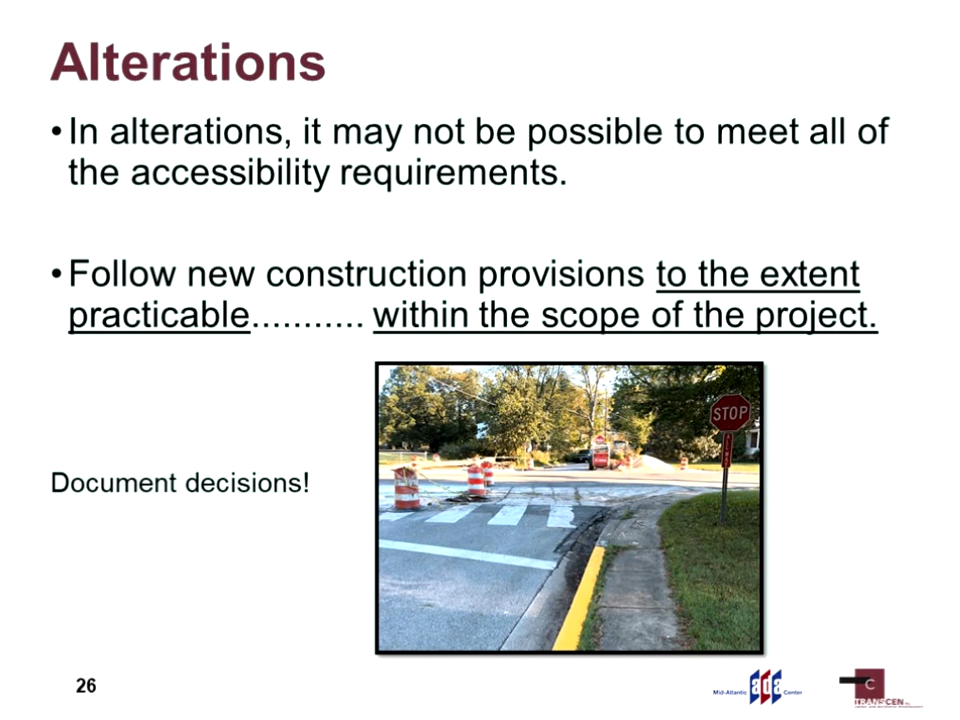 Alterations
• In alterations, it may not be possible to meet all of
the accessibility requirements.
• Follow new construction provisions to the extent
practicable........... within the scope of the project.
STOP
Document decisions!
26
Mid-Atlantic ada Center
C
TRANSCEN